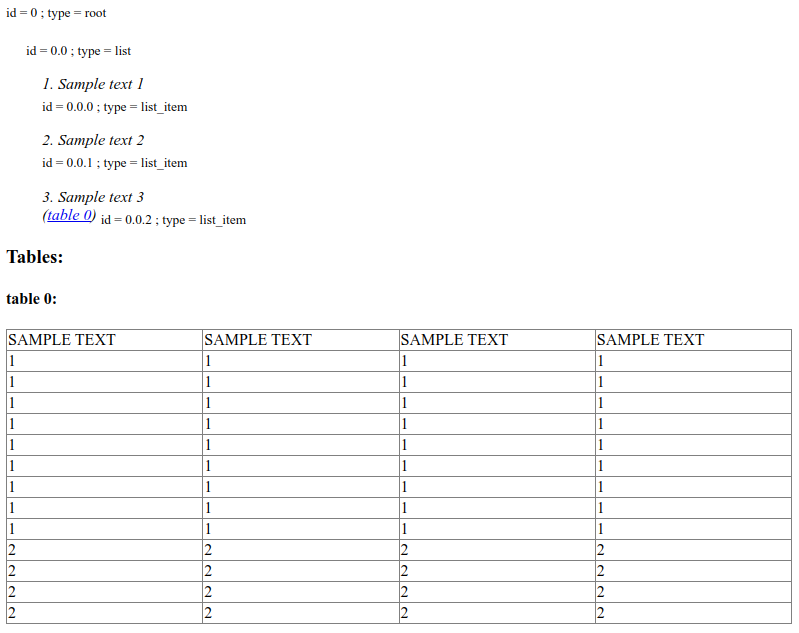 id = 0 ; type = root
id = 0.0 ; type = list
1. Sample text 1
id = 0.0.0 ; type = list_item
2. Sample text 2
id = 0.0.1 ; type = list_item
3. Sample text 3
(table 0) id = 0.0.2 ; type = list_item
Tables:
table 0:
SAMPLE TEXT SAMPLE TEXT SAMPLE TEXT SAMPLE TEXT
1 1 1 1
1 1 1 1
1 1 1 1
1 1 1 1
1 1 1 1
1 1 1 1
1 1 1 1
1 1 1 1
1 1 1 1
2 2 2 2
2 2 2 2
2 2 2 2
2 2 2 2